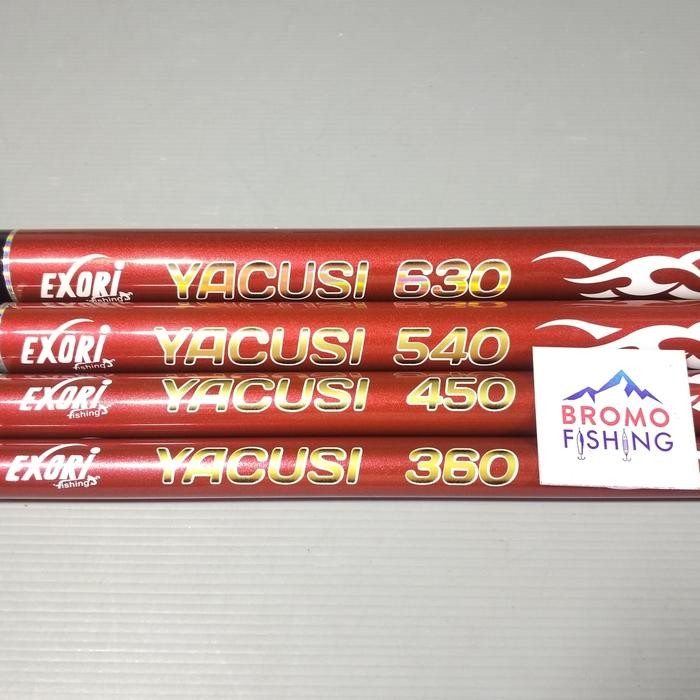 EXORI fishing YACUSI 630
EXORI fishing YACUSI 540
EXORI fishing YACUSI 450
EXORI fishing YACUSI 360
BROMO
FISHING